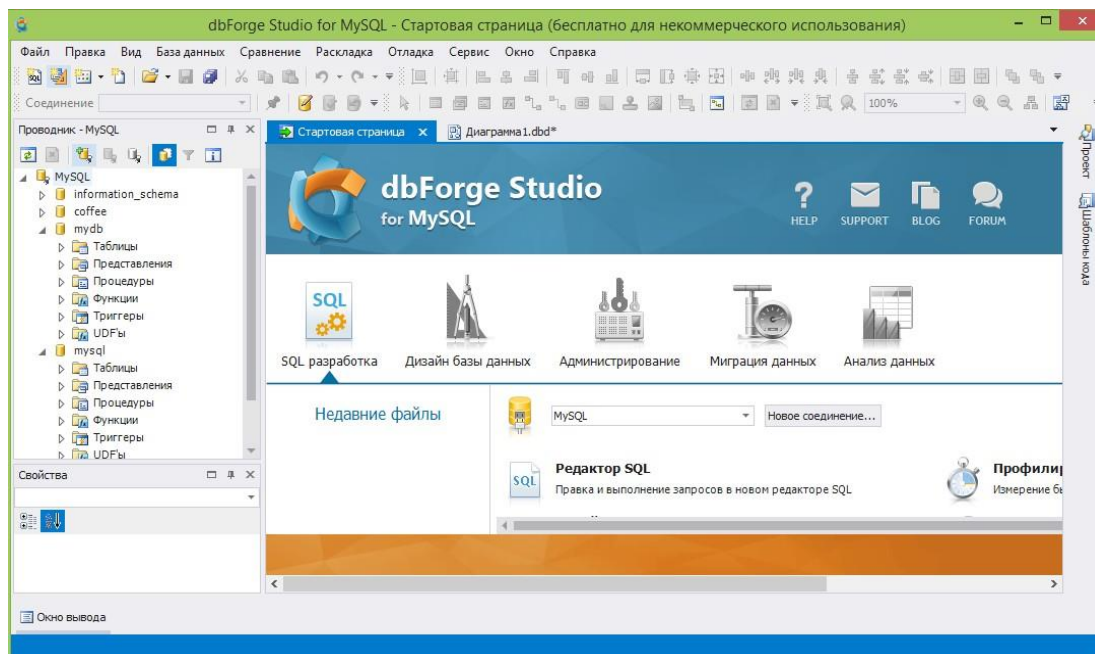 dbForge Studio for MySQL - Стартовая страница (бесплатно для некоммерческого использования)
Файл Правка Вид База данных Сравнение Раскладка Отладка Сервис Окно Справка
Соединение
100%
Проводник - MySQL
Стартовая страница
Диаграмма1.dbd*
Проект
Шаблоны кода
MySQL
information_schema
coffee
mydb
Таблицы
Представления
Процедуры
Функции
Триггеры
UDF'ы
mysql
Таблицы
Представления
Процедуры
Функции
Триггеры
UDF'ы
dbForge Studio
for MySQL
HELP SUPPORT BLOG FORUM
SQL
SQL разработка Дизайн базы данных Администрирование Миграция данных Анализ данных
Недавние файлы
MySQL
Новое соединение...
SQL
Редактор SQL
Правка и выполнение запросов в новом редакторе SQL
Профилир
Измерение бы
Свойства
Окно вывода